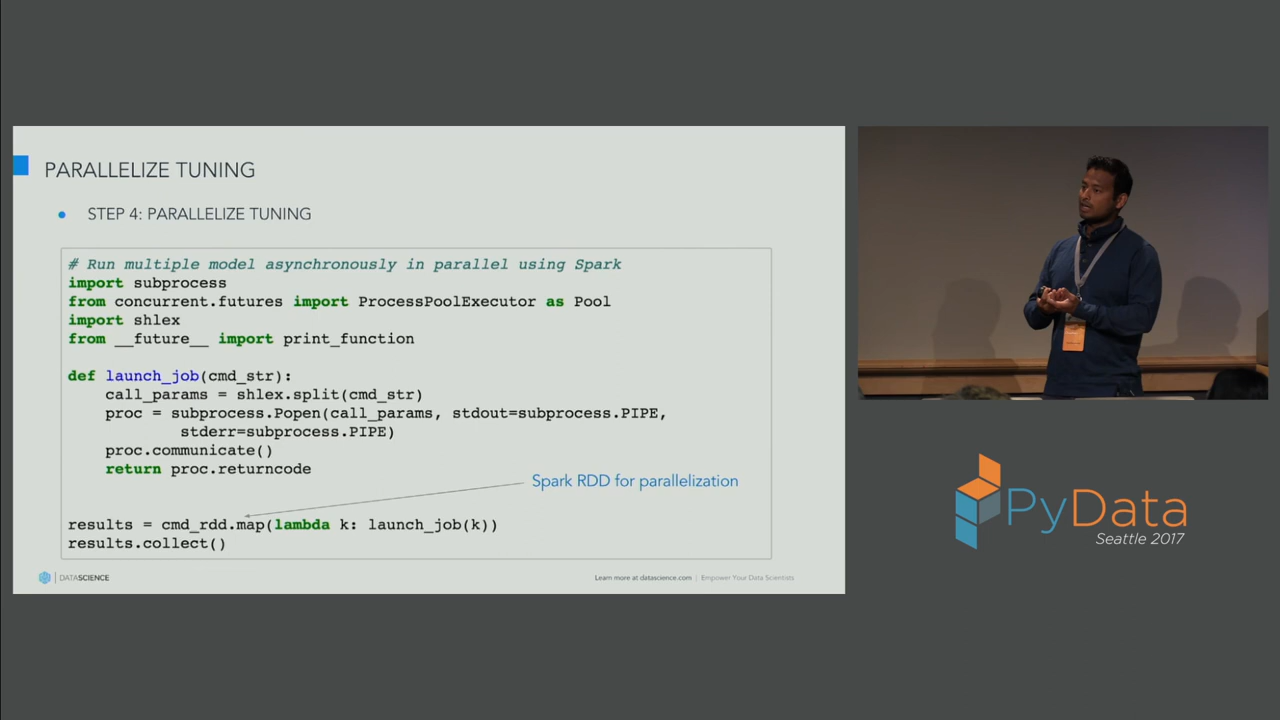 PARALLELIZE TUNING
STEP 4: PARALLELIZE TUNING
# Run multiple model asynchronously in parallel using Spark
import subprocess
from concurrent.futures import ProcessPoolExecutor as Pool
import shlex
from __future__ import print_function
def launch_job(cmd_str):
call_params = shlex.split(cmd_str)
proc = subprocess.Popen(call_params, stdout=subprocess.PIPE,
stderr=subprocess.PIPE)
proc.communicate()
return proc.returncode
Spark RDD for parallelization
results = cmd_rdd.map(lambda k: launch_job(k))
results.collect()
DATASCIENCE
Learn more at datascience.com | Empower Your Data Scientists
PyData
Seattle 2017